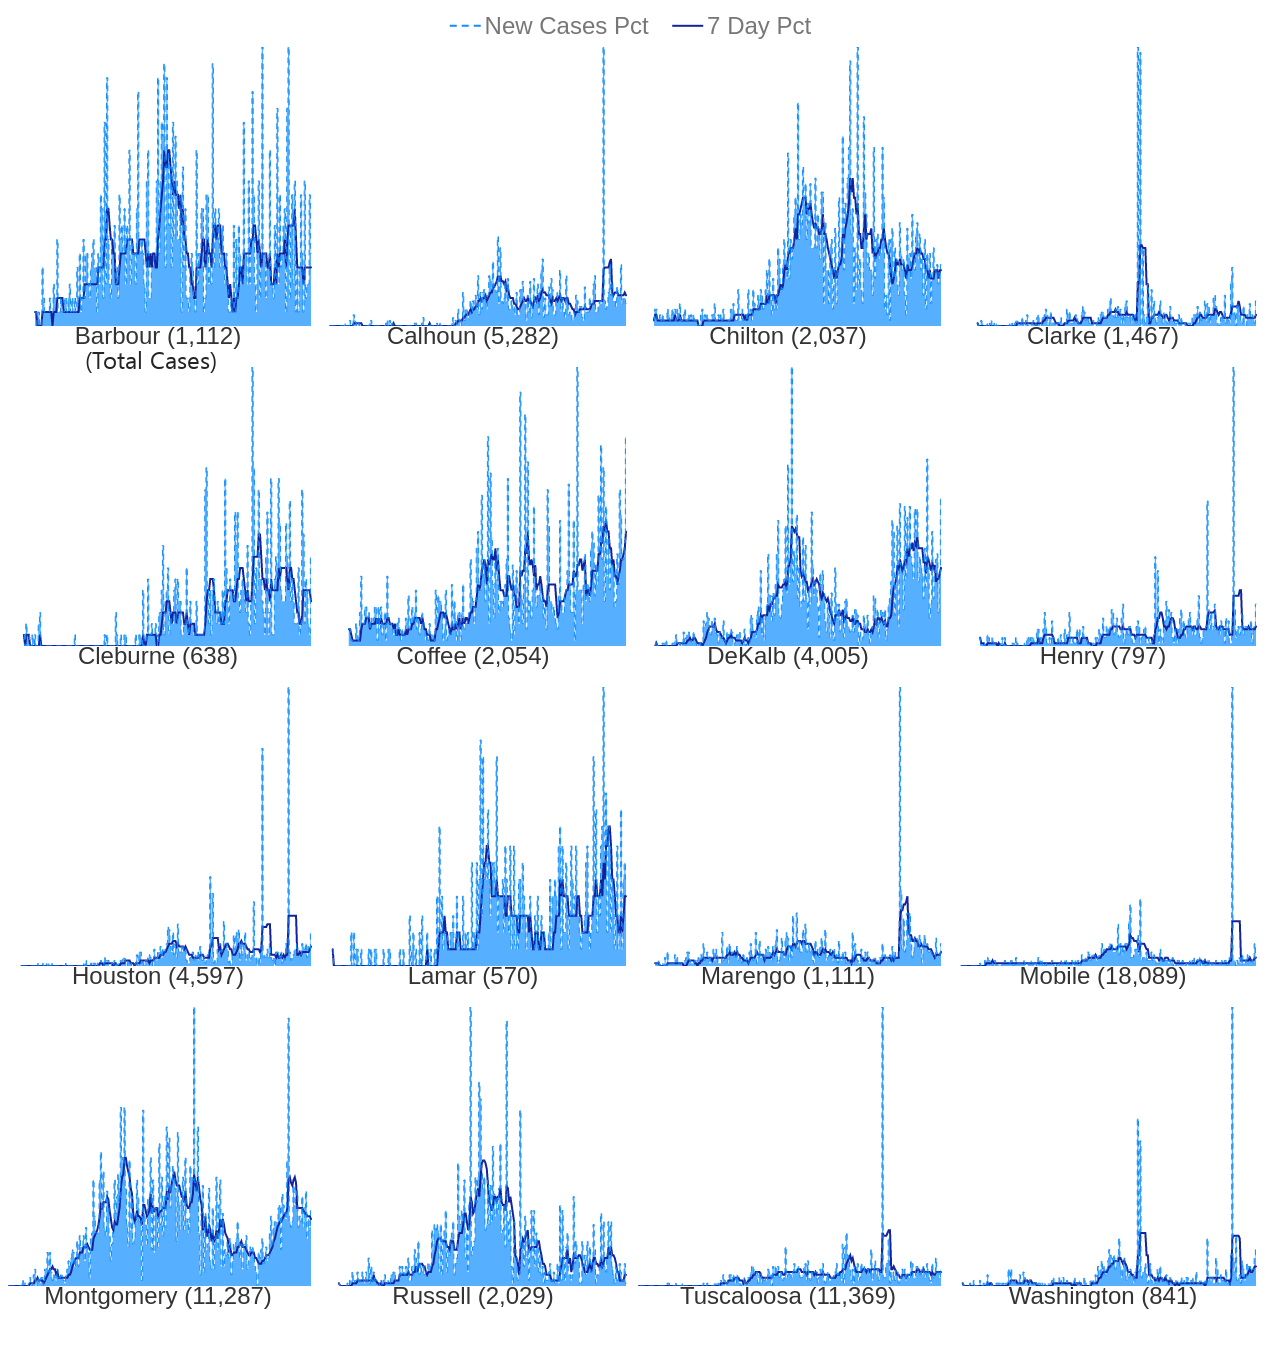 New Cases Pct 7 Day Pct
Barbour (1,112) Calhoun (5,282) Chilton (2,037) Clarke (1,467)
(Total Cases)
Cleburne (638) Coffee (2,054) DeKalb (4,005) Henry (797)
Houston (4,597) Lamar (570) Marengo (1,111) Mobile (18,089)
Montgomery (11,287) Russell (2,029) Tuscaloosa (11,369) Washington (841)